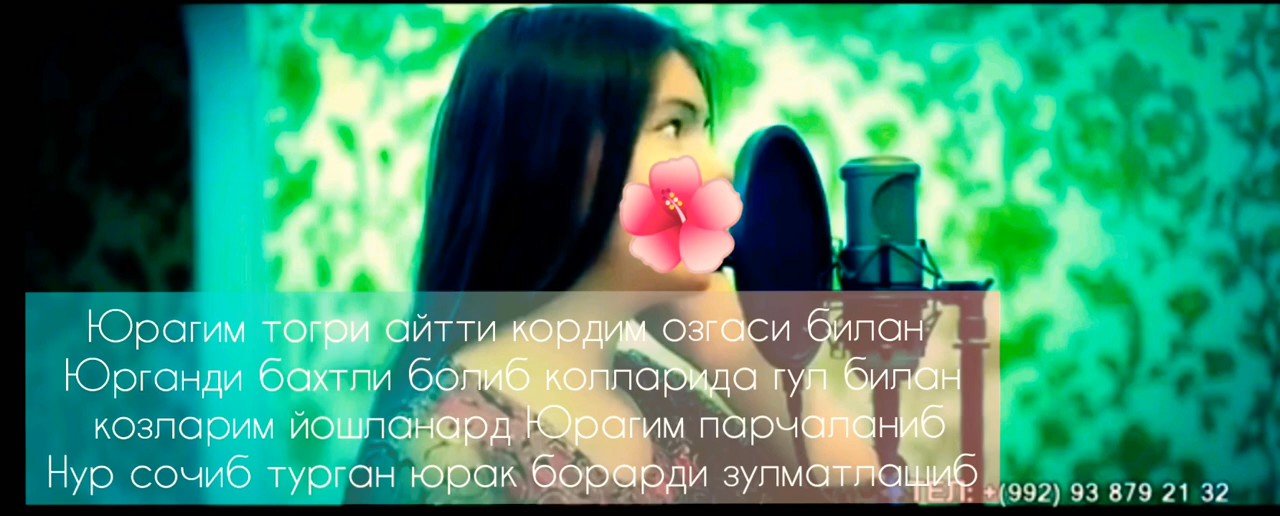 Юрагим тогри айтти кордим озгаси билан
Юрганди бахтли болиб колларида гул билан
козларим йошланард Юрагим парчаланиб
Нур сочиб турган юрак борарди зулматлашиб
ТЕЛ: +(992) 93 879 21 32